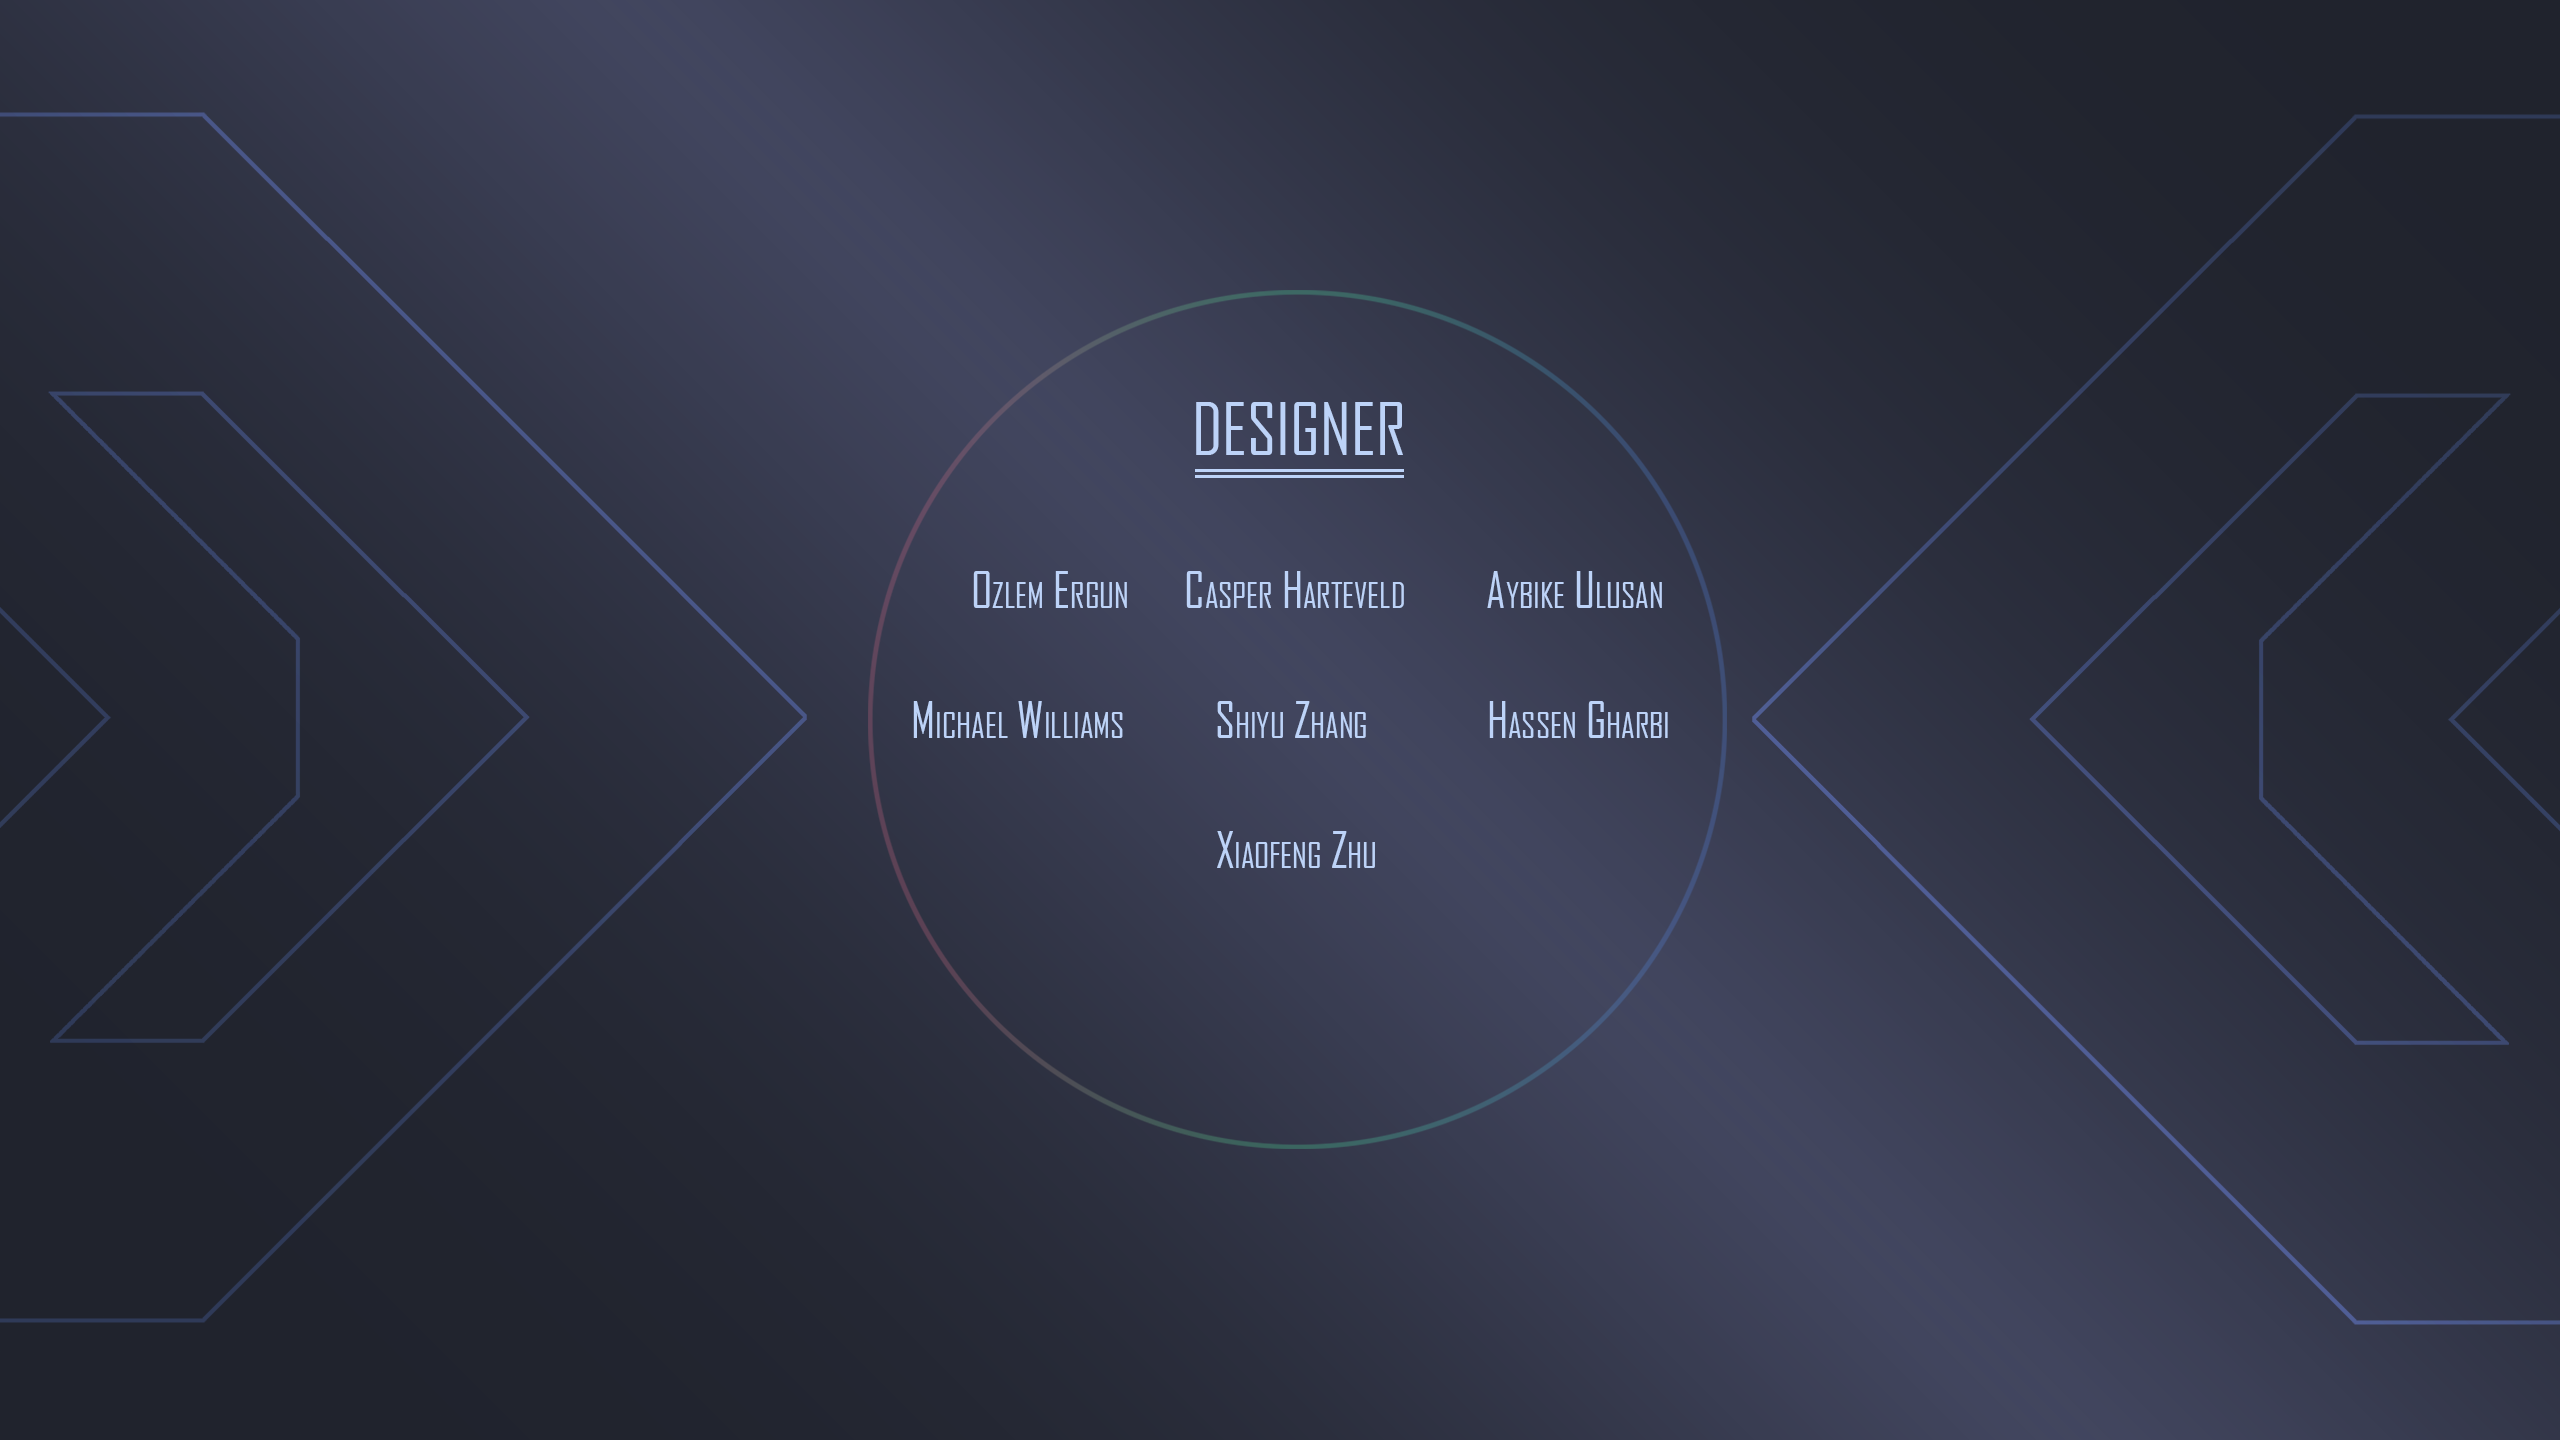 DESIGNER
Ozlem Ergun Casper Harteveld Aybike Ulusan
Michael Williams Shiyu Zhang Hassen Gharbi
Xiaofeng Zhu